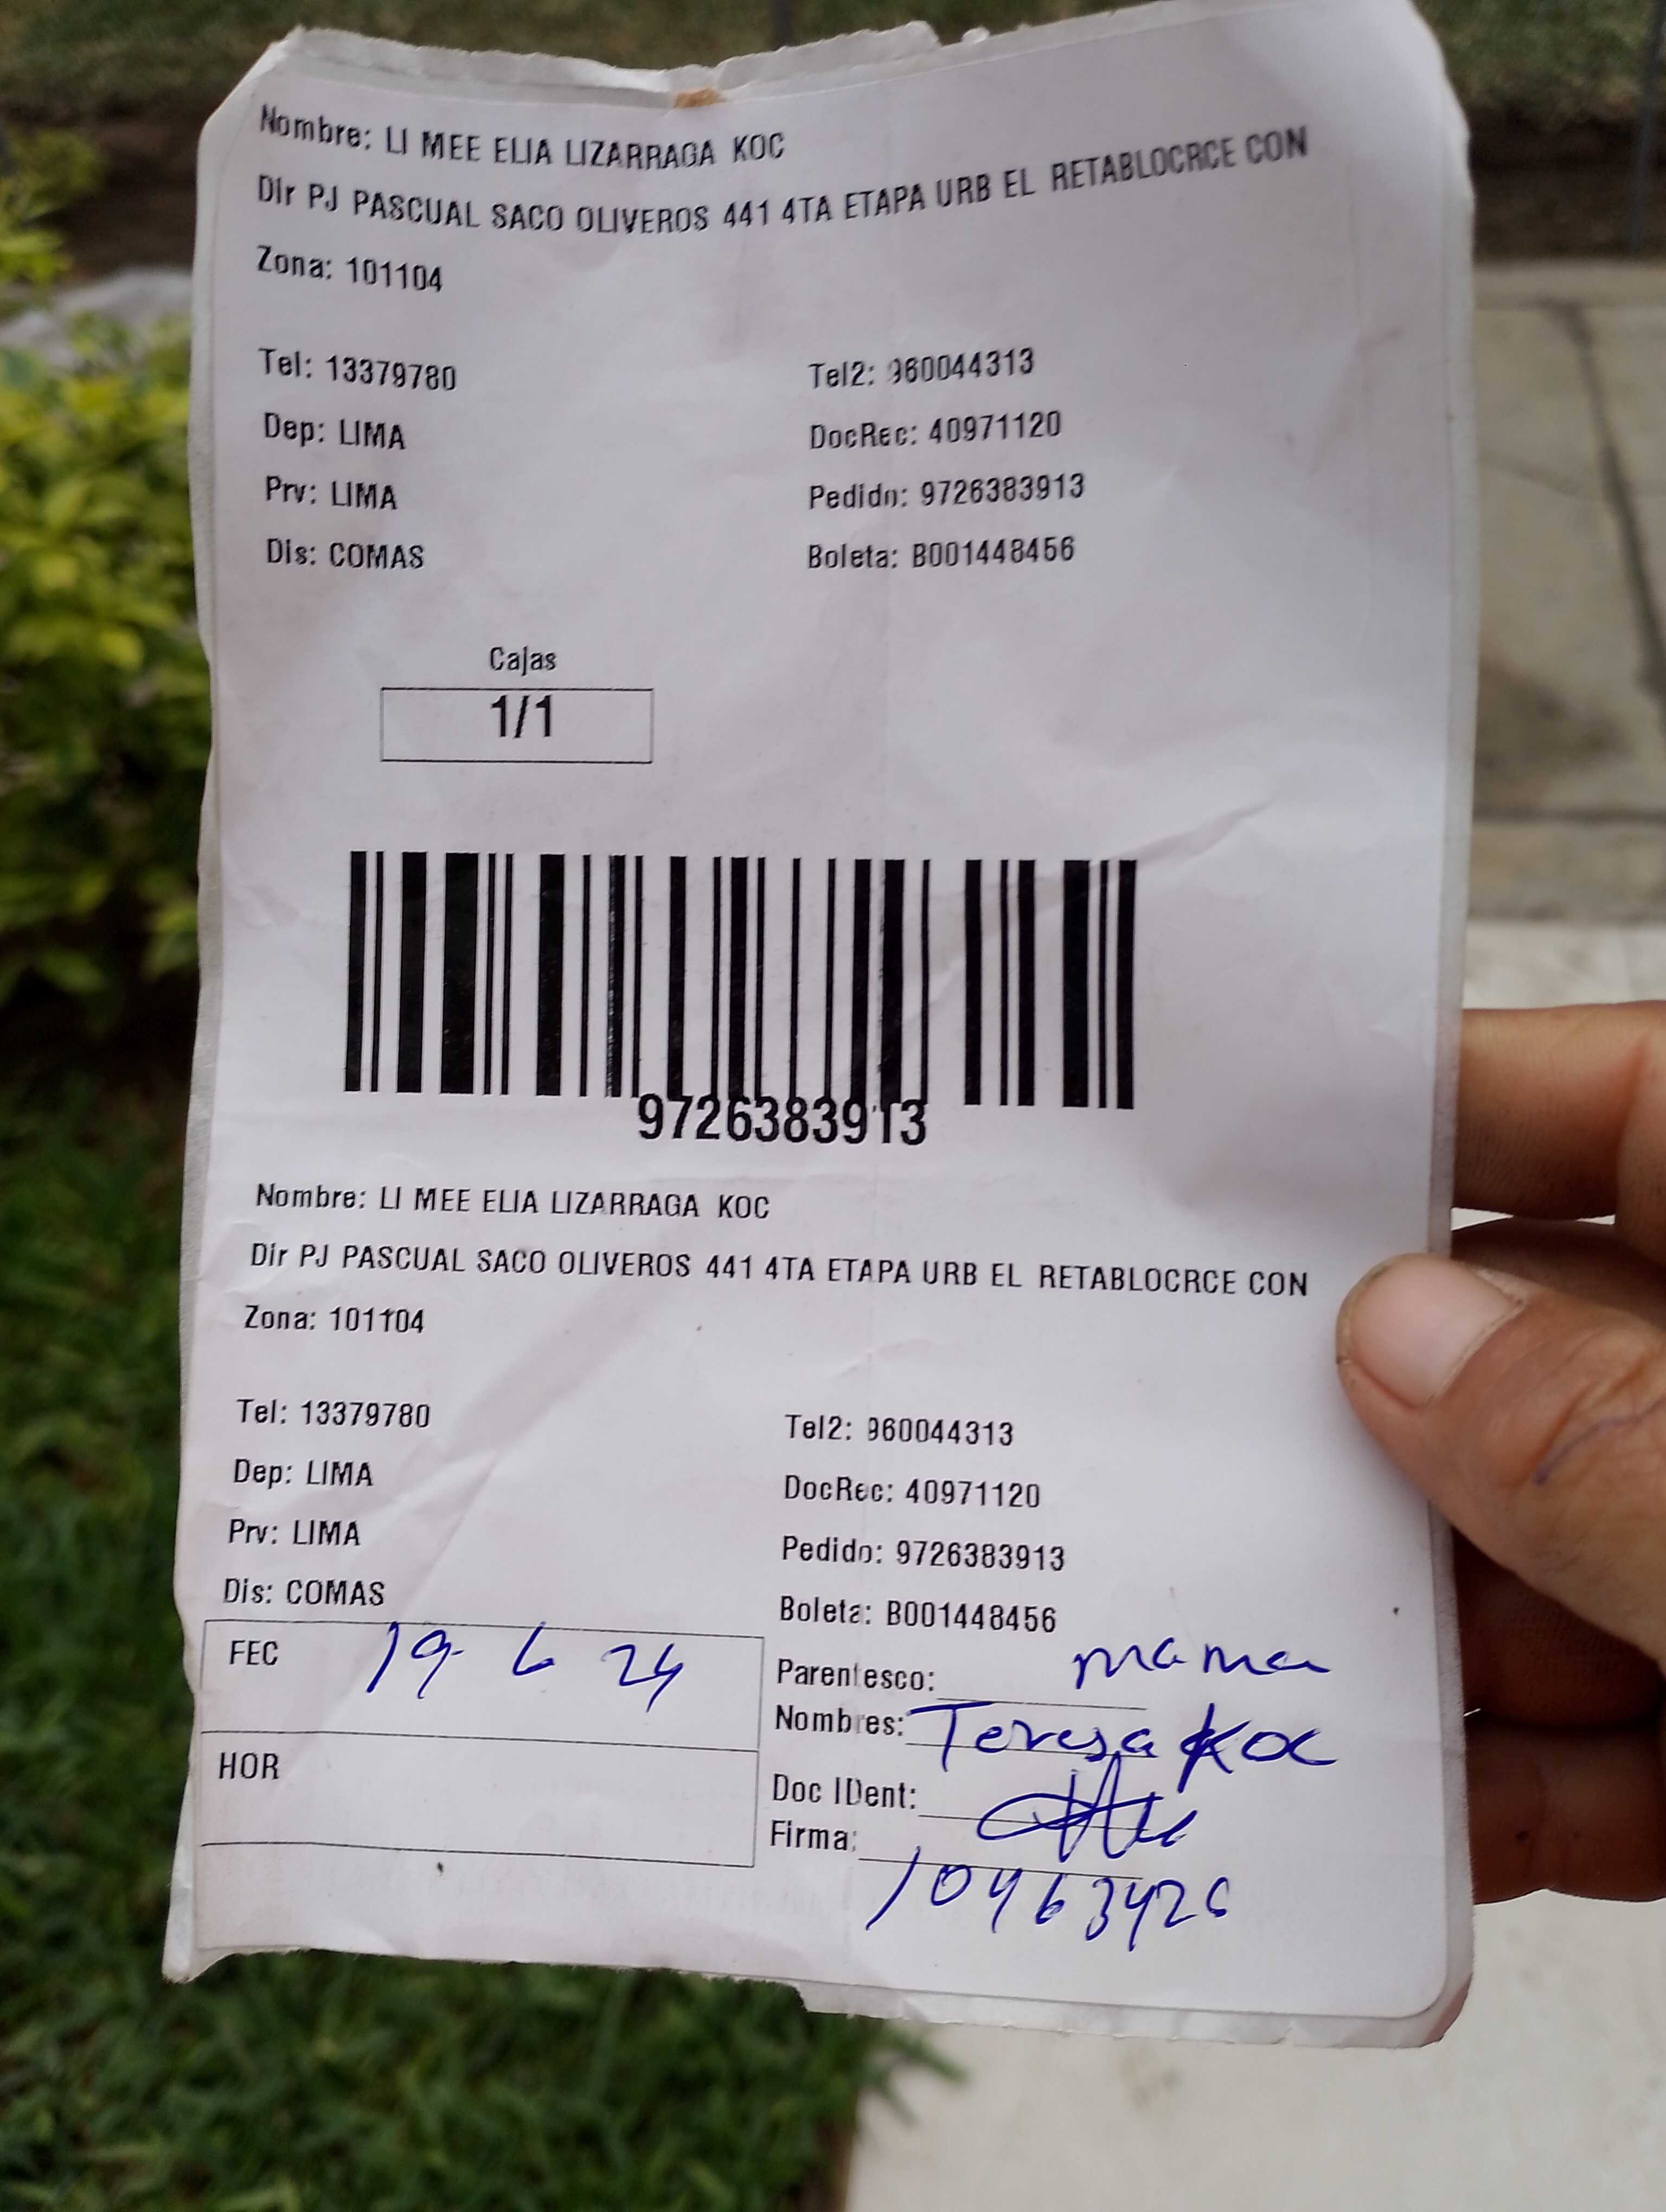 Nombre: LI MEE ELIA LIZARRAGA KOC
Dir PJ PASCUAL SACO OLIVEROS 441 4TA ETAPA URB EL RETABLOCRCE CON
Zona: 101104
Tel: 13379780 Tel2: 960044313
Dep: LIMA DocRec: 40971120
Prv: LIMA Pedido: 9726383913
Dis: COMAS Boleta: B001448456
Cajas
1/1
9726383913
Nombre: LI MEE ELIA LIZARRAGA KOC
Dir PJ PASCUAL SACO OLIVEROS 441 4TA ETAPA URB EL RETABLOCRCE CON
Zona: 101104
Tel: 13379780 Tel2: 960044313
Dep: LIMA DocRec: 40971120
Prv: LIMA Pedido: 9726383913
Dis: COMAS Boleta: B001448456
FEC 19-6 24 Parentesco: mama
Nombres: Teresa Koc
HOR Doc IDent:
Firma:
10463426